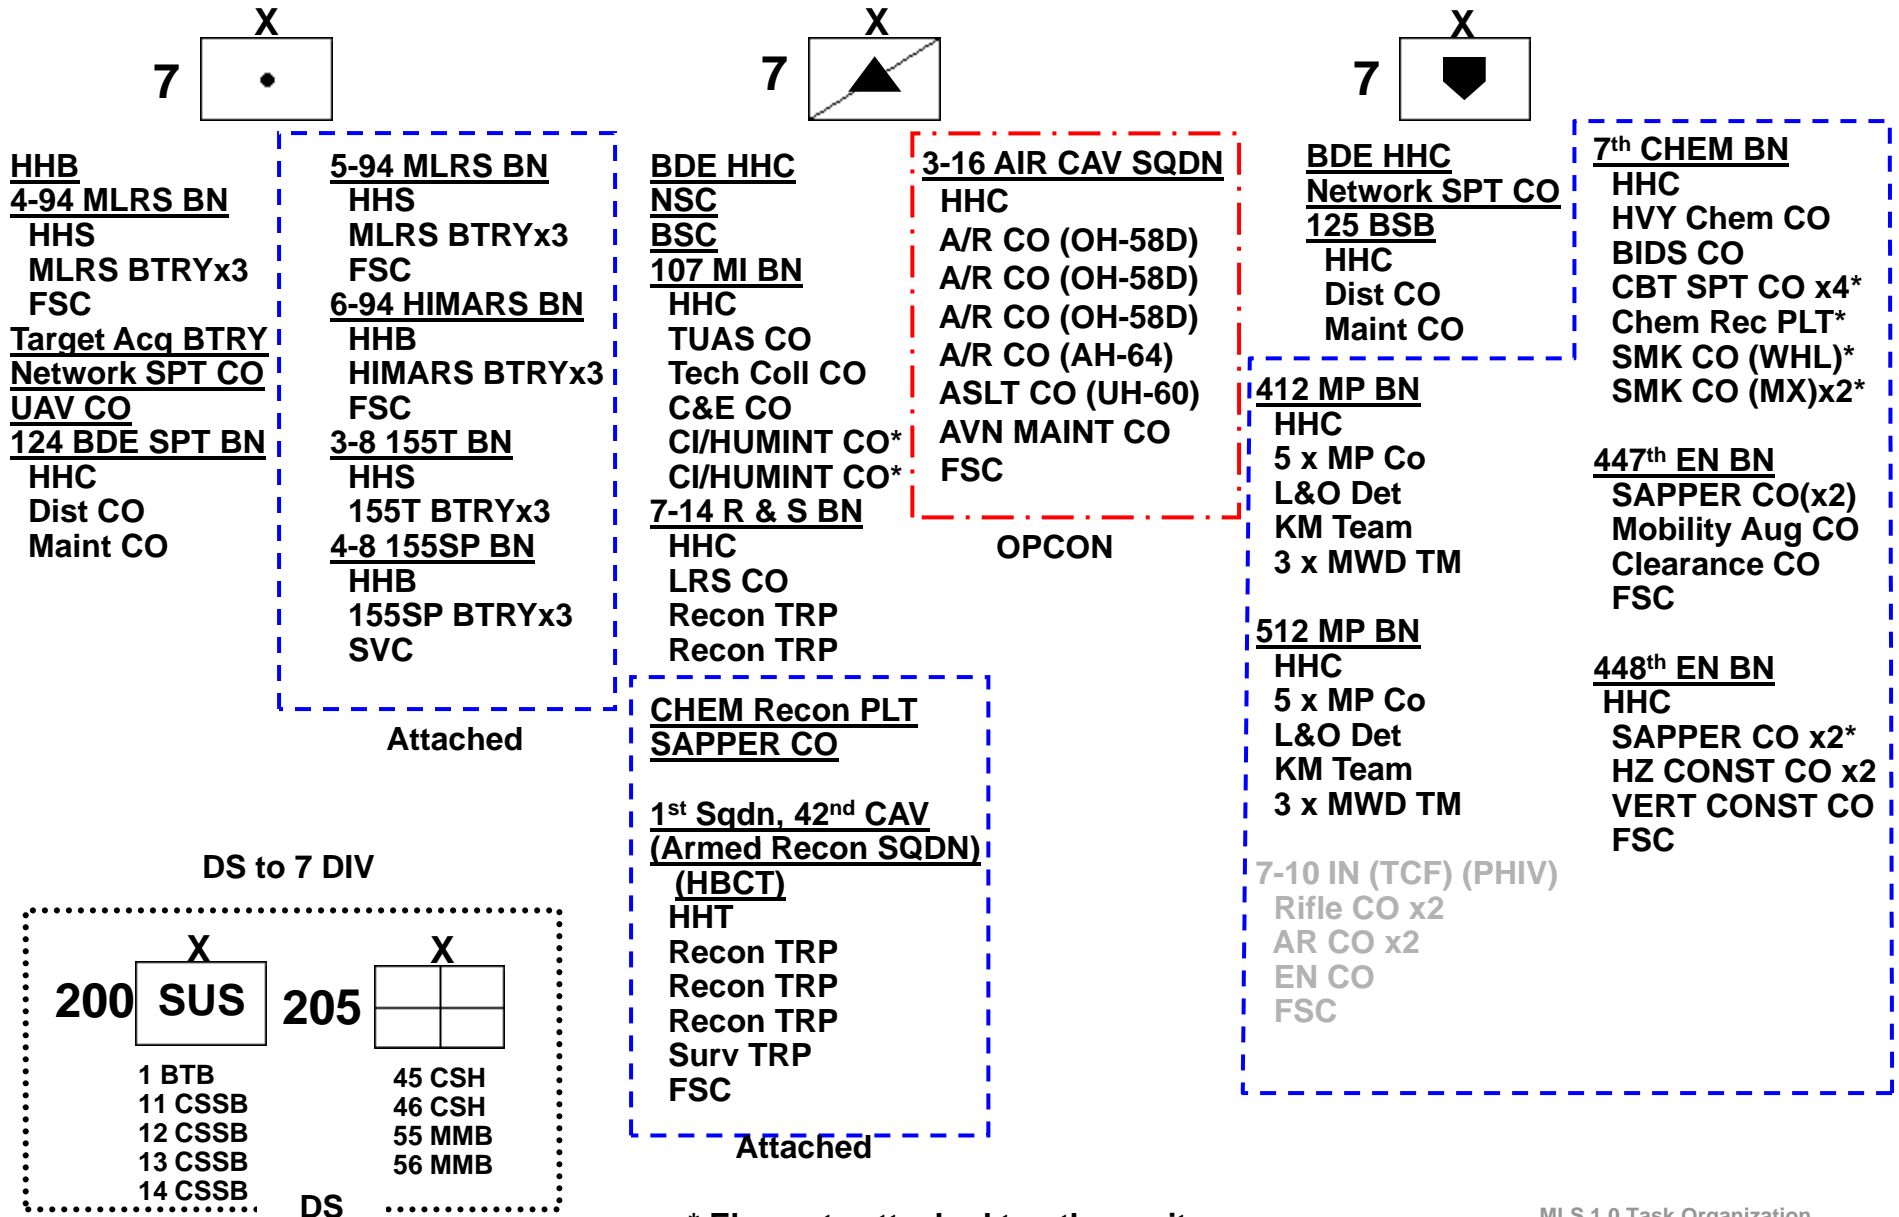 X
7
HHB
4-94 MLRS BN
HHS
MLRS BTRYx3
FSC
Target Acq BTRY
Network SPT CO
UAV CO
124 BDE SPT BN
HHC
Dist CO
Maint CO
5-94 MLRS BN
HHS
MLRS BTRYx3
FSC
6-94 HIMARS BN
HHB
HIMARS BTRYx3
FSC
3-8 155T BN
HHS
155T BTRYx3
4-8 155SP BN
HHB
155SP BTRYx3
SVC
Attached
X
7
BDE HHC
NSC
BSC
107 MI BN
HHC
TUAS CO
Tech Coll CO
C&E CO
CI/HUMINT CO*
CI/HUMINT CO*
7-14 R & S BN
HHC
LRS CO
Recon TRP
Recon TRP
3-16 AIR CAV SQDN
HHC
A/R CO (OH-58D)
A/R CO (OH-58D)
A/R CO (OH-58D)
A/R CO (AH-64)
ASLT CO (UH-60)
AVN MAINT CO
FSC
OPCON
CHEM Recon PLT
SAPPER CO
1st Sqdn, 42nd CAV
(Armed Recon SQDN)
(HBCT)
HHT
Recon TRP
Recon TRP
Recon TRP
Surv TRP
FSC
Attached
X
7
BDE HHC
Network SPT CO
125 BSB
HHC
Dist CO
Maint CO
412 MP BN
HHC
5 x MP Co
L&O Det
KM Team
3 x MWD TM
512 MP BN
HHC
5 x MP Co
L&O Det
KM Team
3 x MWD TM
7-10 IN (TCF) (PHIV)
Rifle CO x2
AR CO x2
EN CO
FSC
7th CHEM BN
HHC
HVY Chem CO
BIDS CO
CBT SPT CO x4*
Chem Rec PLT*
SMK CO (WHL)*
SMK CO (MX)x2*
447th EN BN
SAPPER CO(x2)
Mobility Aug CO
Clearance CO
FSC
448th EN BN
HHC
SAPPER CO x2*
HZ CONST CO x2
VERT CONST CO
FSC
DS to 7 DIV
X
200 SUS
1 BTB
11 CSSB
12 CSSB
13 CSSB
14 CSSB
X
205
45 CSH
46 CSH
55 MMB
56 MMB
DS
MLS 1.0 Task Organization